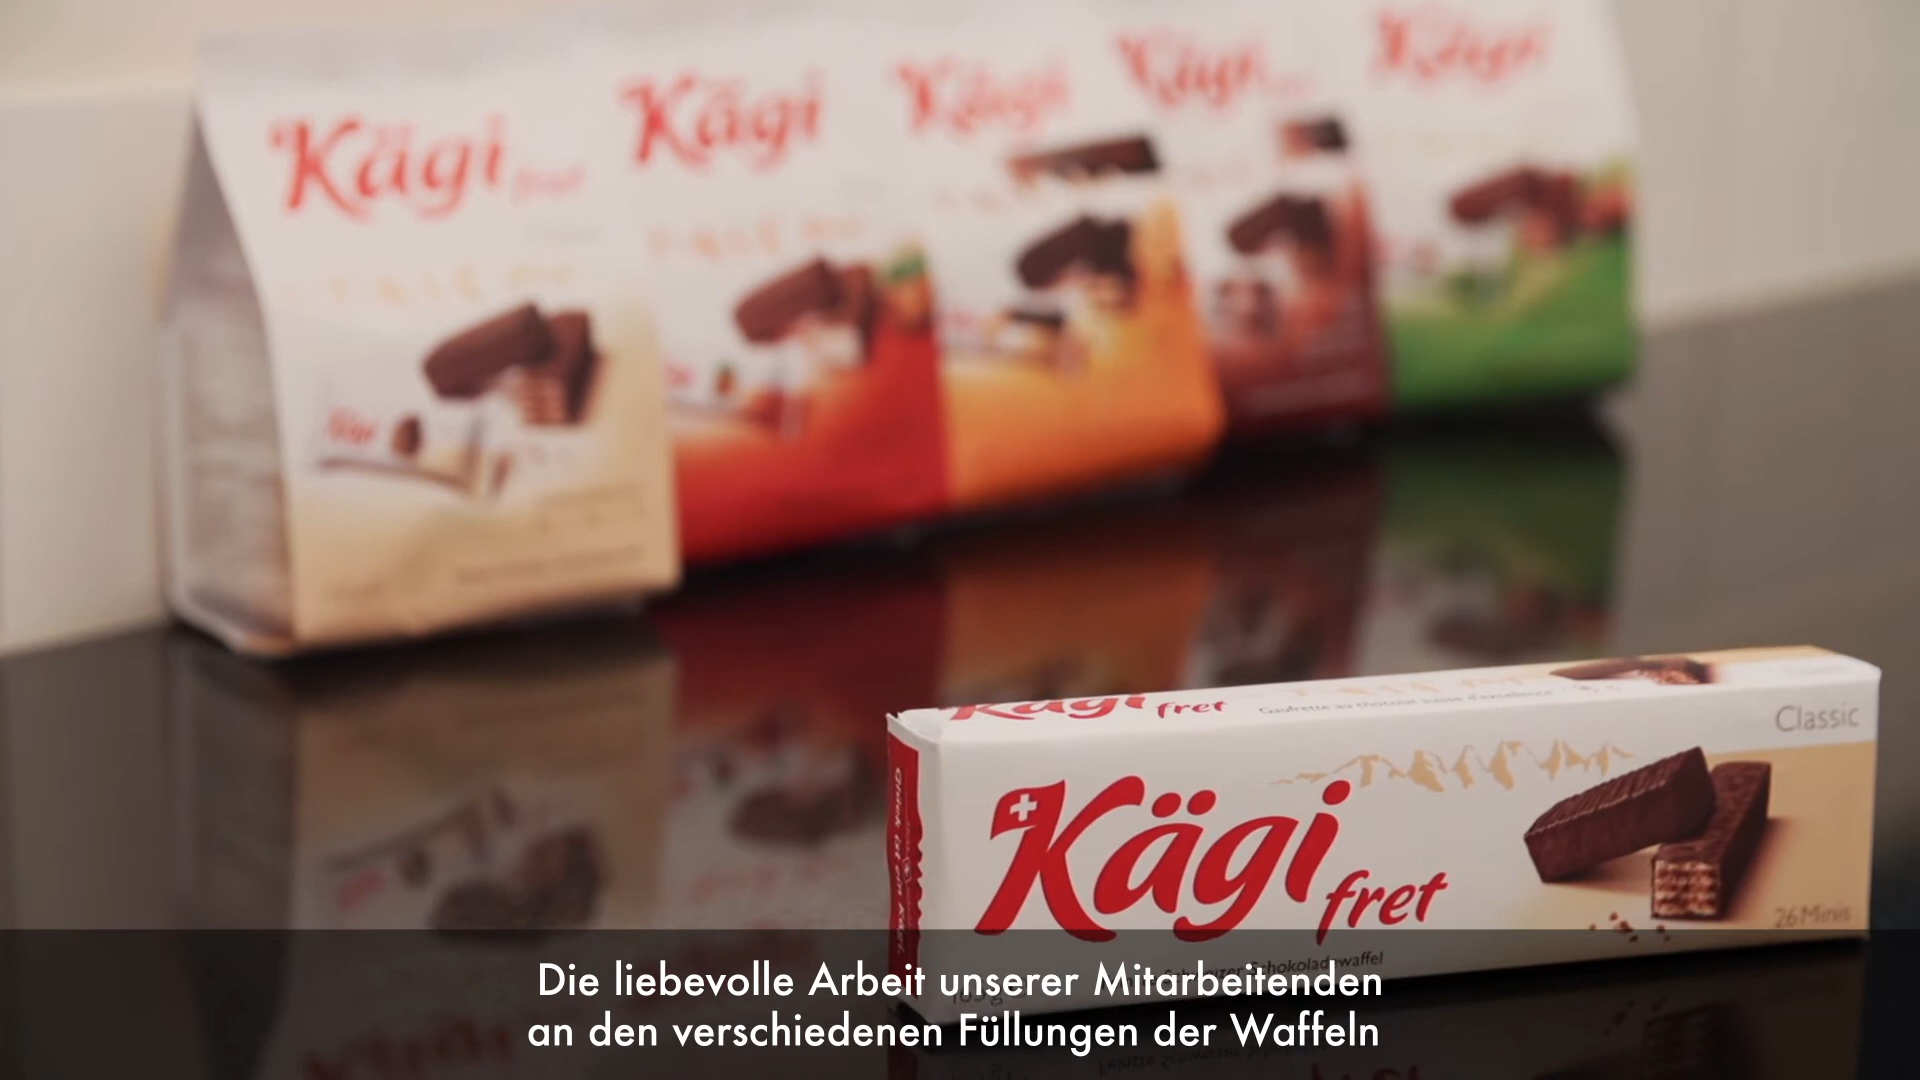 Kägi fret
Kägi
Kägi
Kägi
Kägi
Kägi fret
Gaufrette au chocolat suisse d'excellence
Classic
Kägi fret
26 Minis
Die liebevolle Arbeit unserer Mitarbeitenden
an den verschiedenen Füllungen der Waffeln